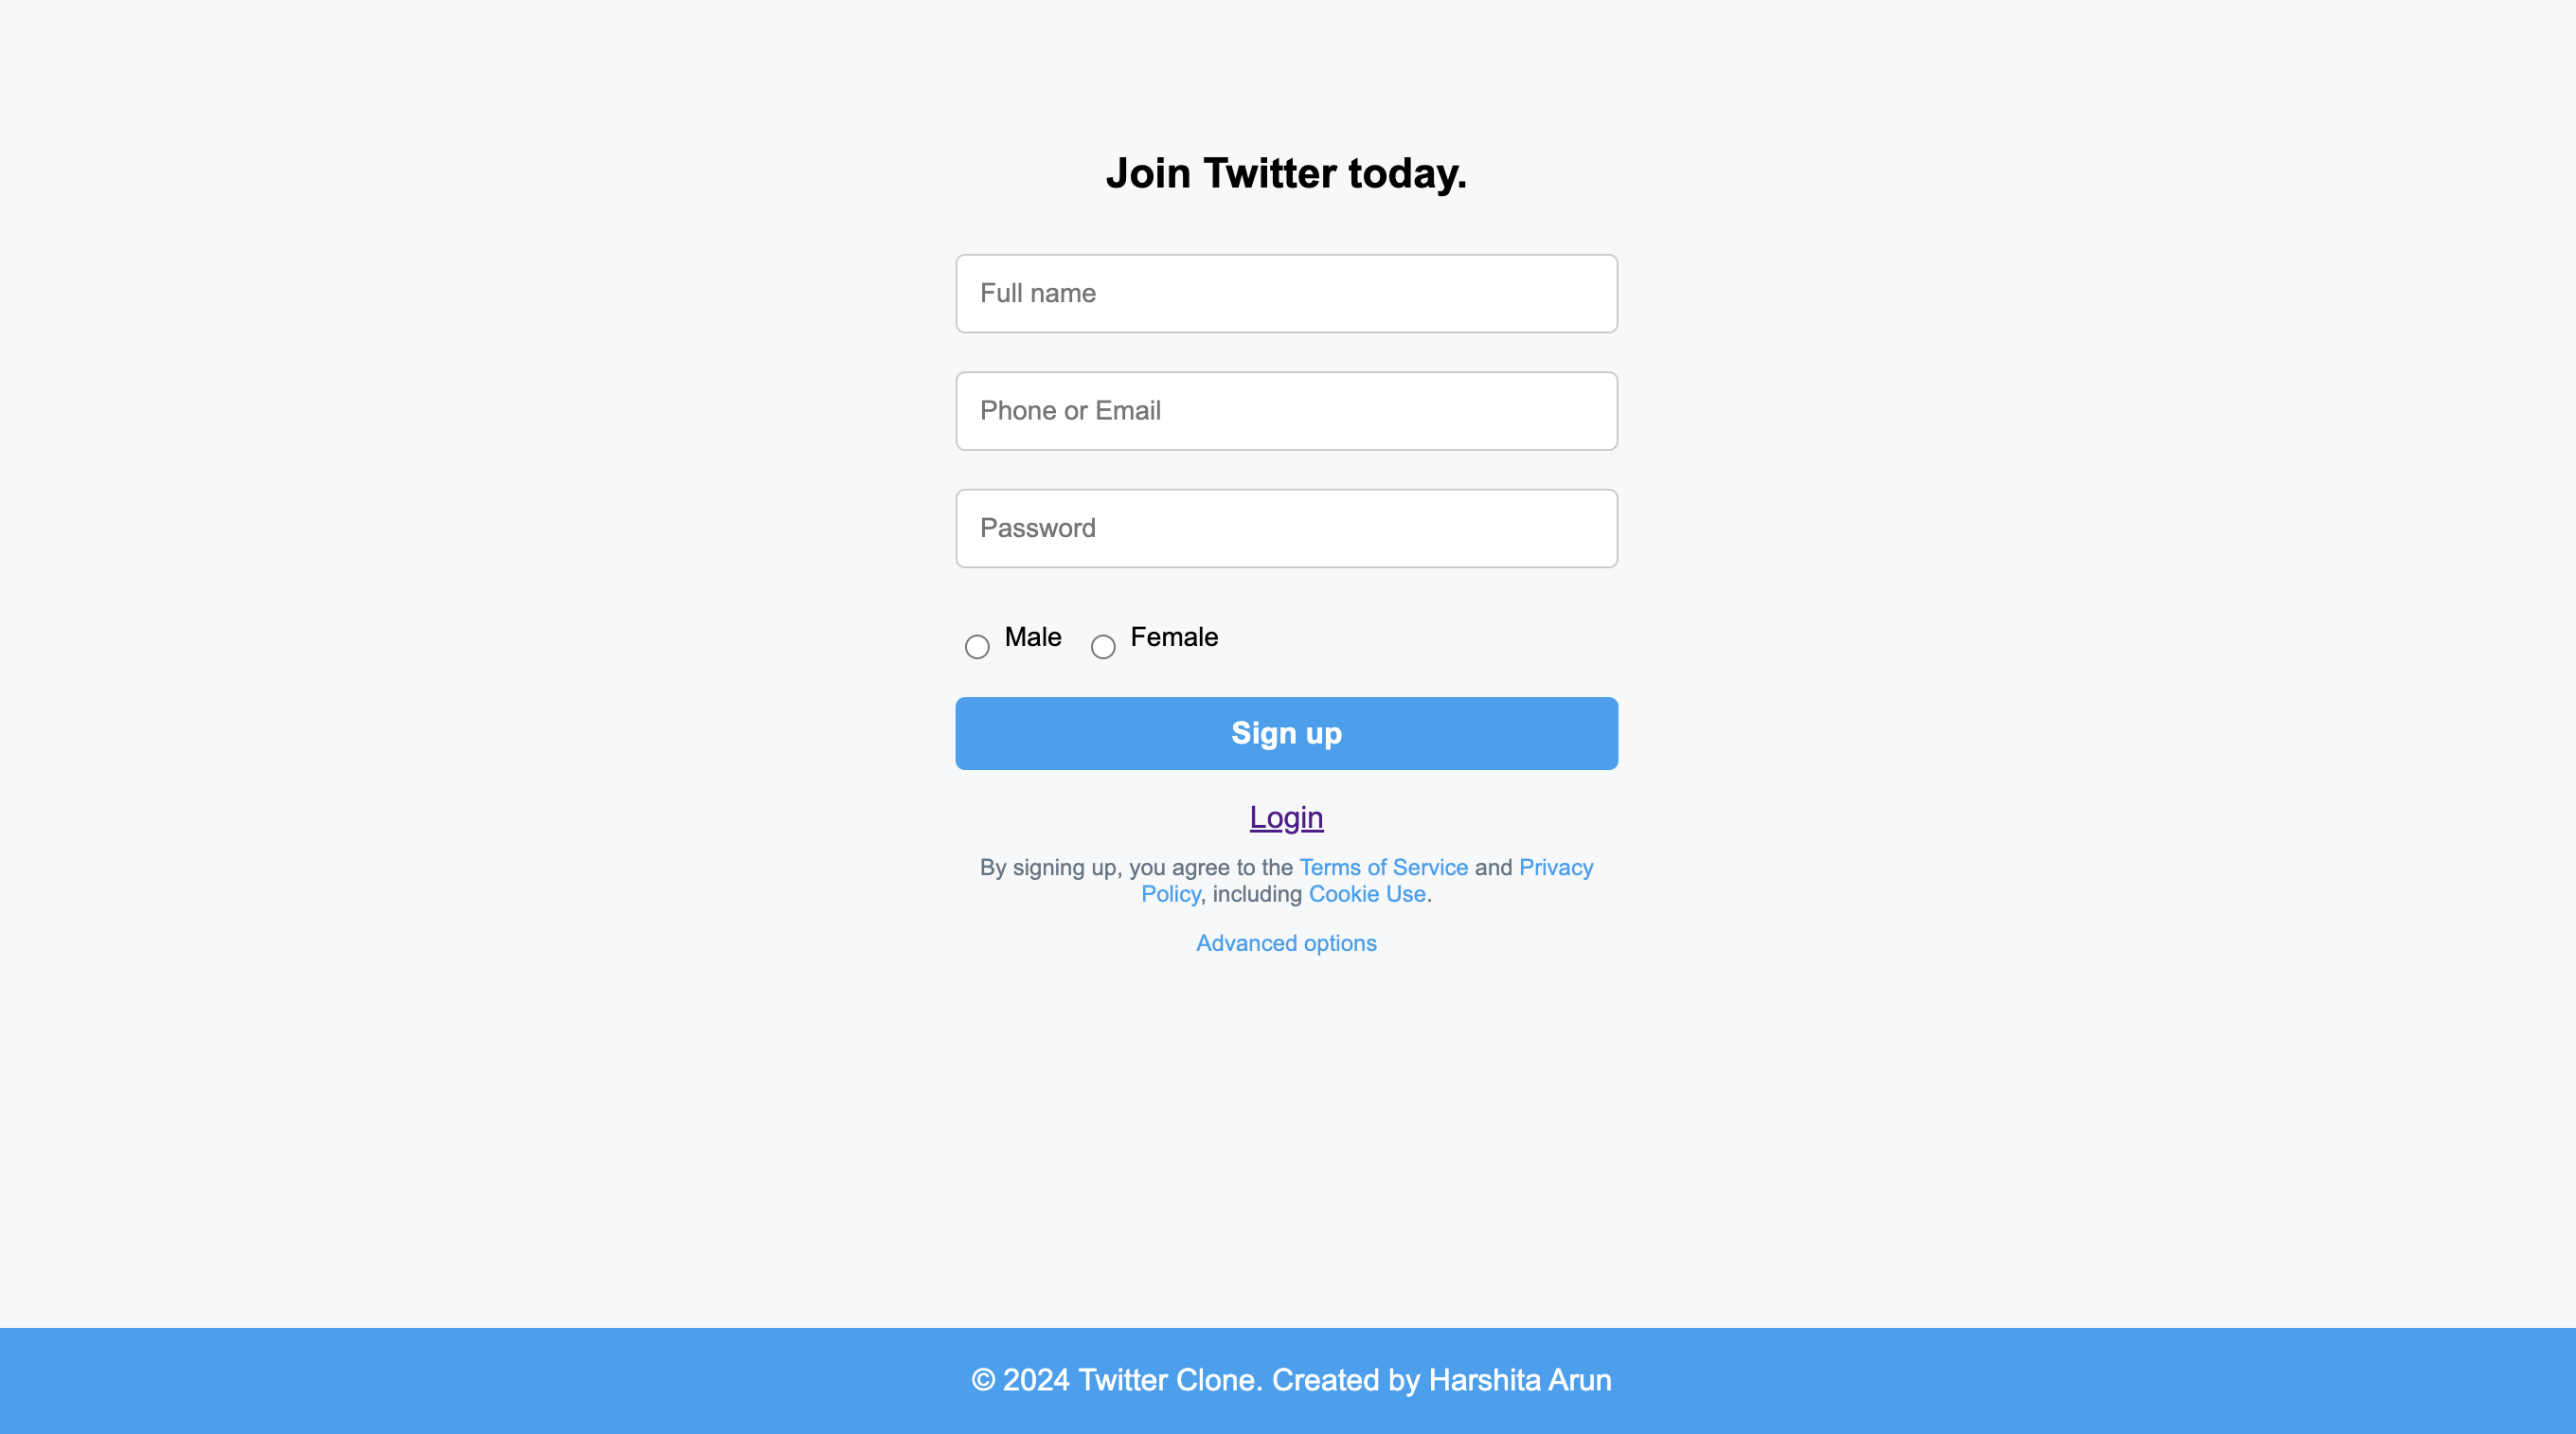 Join Twitter today.
Full name
Phone or Email
Password
Male Female
Sign up
Login
By signing up, you agree to the Terms of Service and Privacy
Policy, including Cookie Use.
Advanced options
© 2024 Twitter Clone. Created by Harshita Arun